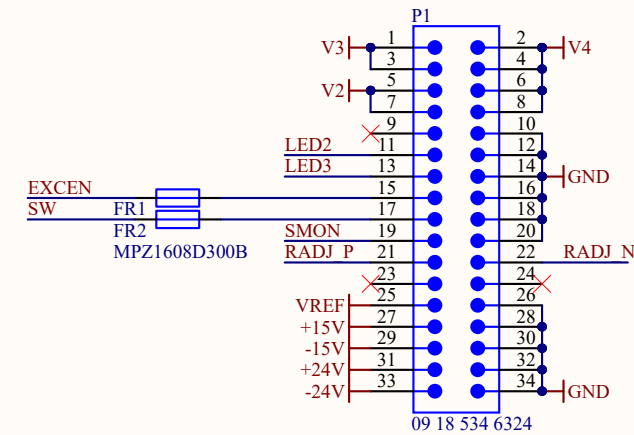 P1
V3 1 2 V4
3 4
V2 5 6
7 8
9 10
LED2 11 12
LED3 13 14 GND
EXCEN 15 16
SW FR1 17 18
FR2 SMON 19 20
MPZ1608D300B RADJ_P 21 22 RADJ_N
23 24
VREF 25 26
+15V 27 28
-15V 29 30
+24V 31 32
-24V 33 34 GND
09 18 534 6324